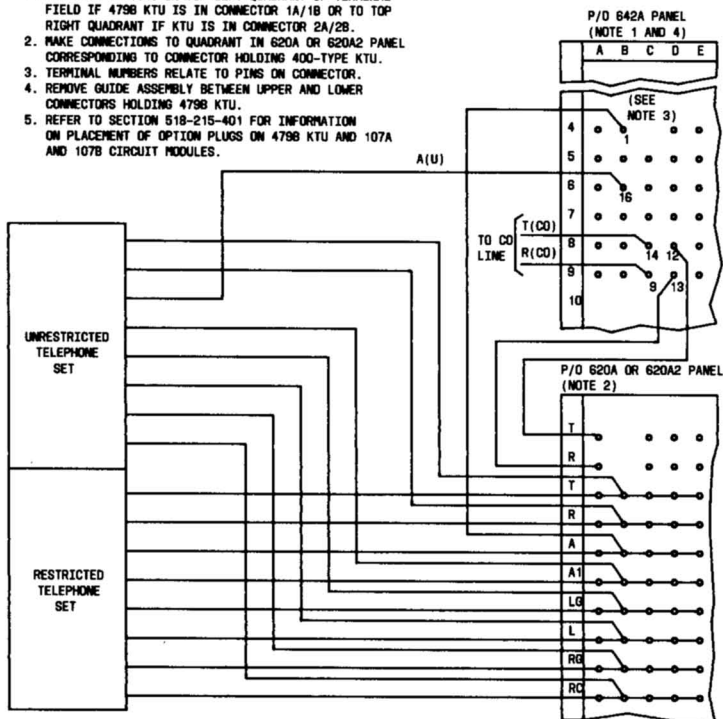 FIELD IF 479B KTU IS IN CONNECTOR 1A/1B OR TO TOP
RIGHT QUADRANT IF KTU IS IN CONNECTOR 2A/2B.
2. MAKE CONNECTIONS TO QUADRANT IN 620A OR 620A2 PANEL
CORRESPONDING TO CONNECTOR HOLDING 400-TYPE KTU.
3. TERMINAL NUMBERS RELATE TO PINS ON CONNECTOR.
4. REMOVE GUIDE ASSEMBLY BETWEEN UPPER AND LOWER
CONNECTORS HOLDING 479B KTU.
5. REFER TO SECTION 518-215-401 FOR INFORMATION
ON PLACEMENT OF OPTION PLUGS ON 479B KTU AND 107A
AND 107B CIRCUIT MODULES.
P/O 642A PANEL
(NOTE 1 AND 4)
A B C D E
(SEE
NOTE 3)
4
1
5
A(U)
6
16
7
TO CO
LINE
T(CO)
R(CO)
8
14 12
9
9 13
10
UNRESTRICTED
TELEPHONE
SET
RESTRICTED
TELEPHONE
SET
P/O 620A OR 620A2 PANEL
(NOTE 2)
T
R
T
R
A
A1
LG
L
RG
RC